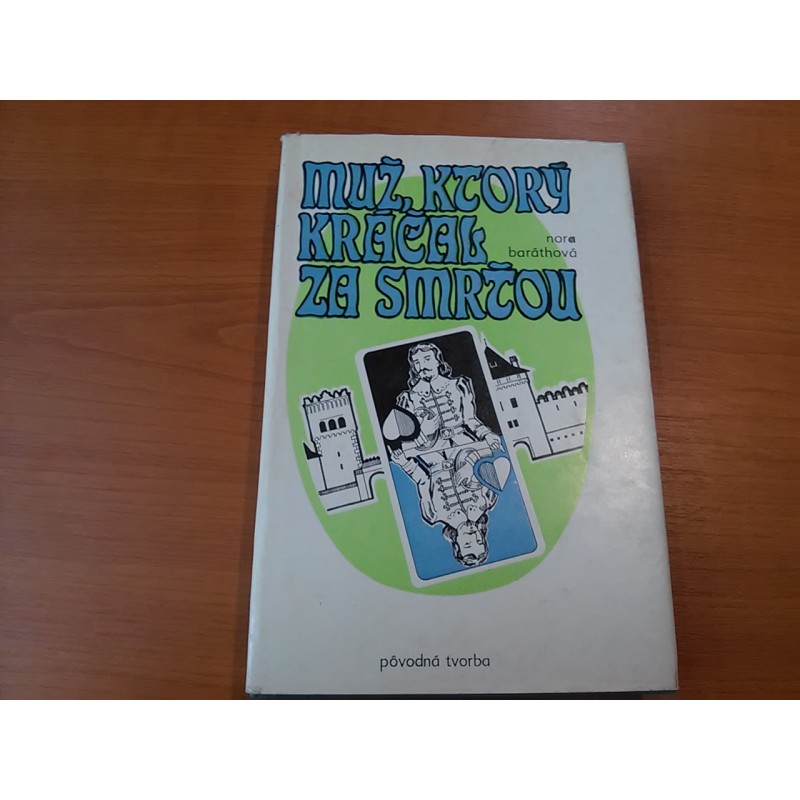 MUŽ, KTORÝ
KRÁČAL
ZA SMRŤOU
nora
baráthová
pôvodná tvorba